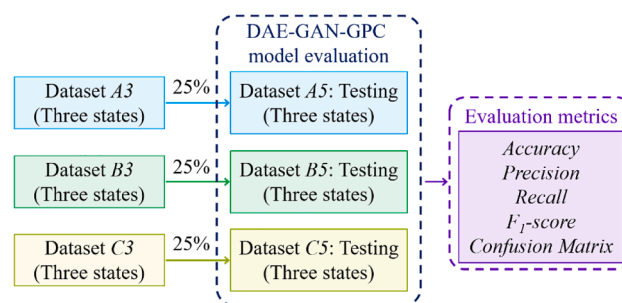 DAE-GAN-GPC
model evaluation
Dataset A3
(Three states)
25%
Dataset A5: Testing
(Three states)
Dataset B3
(Three states)
25%
Dataset B5: Testing
(Three states)
Dataset C3
(Three states)
25%
Dataset C5: Testing
(Three states)
Evaluation metrics
Accuracy
Precision
Recall
F₁-score
Confusion Matrix